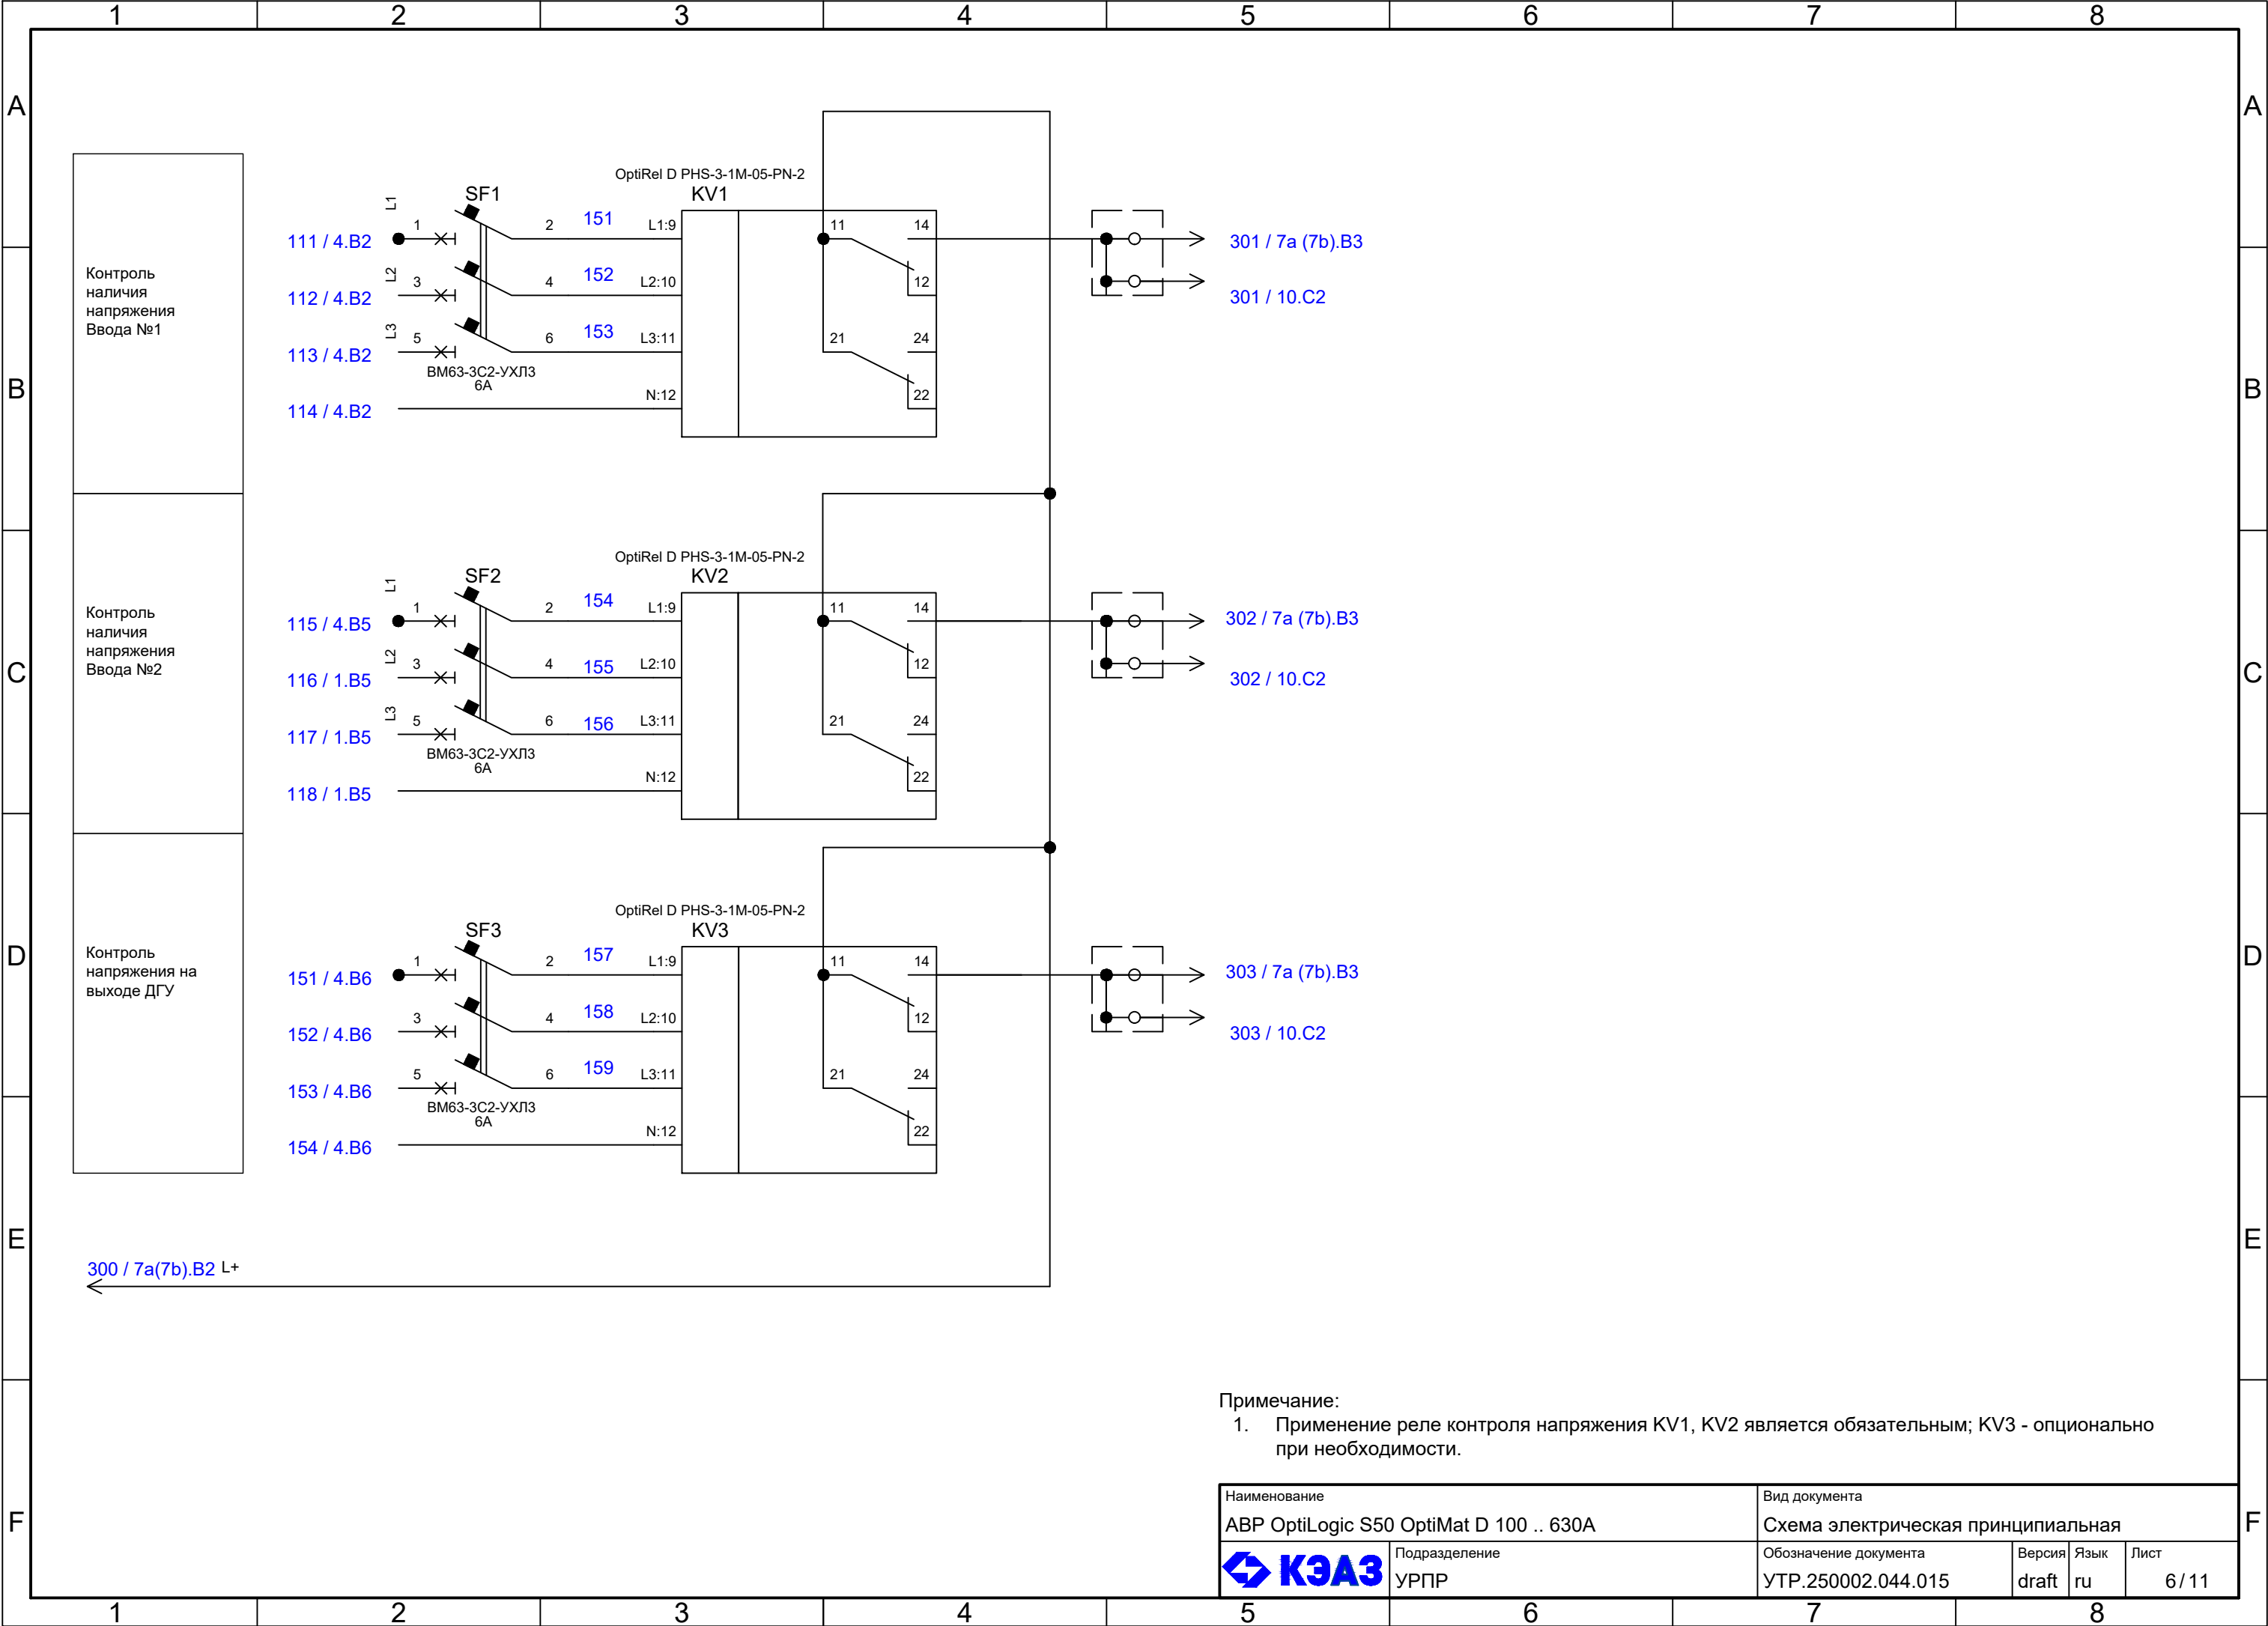 1 2 3 4 5 6 7 8
A A
OptiRel D PHS-3-1M-05-PN-2
SF1 KV1
L1 1 2 151 L1:9 11 14
111 / 4.B2 301 / 7a (7b).B3
Контроль
наличия
напряжения
Ввода №1
L2 3 4 152 L2:10 12
112 / 4.B2 301 / 10.C2
L3 5 6 153 L3:11 21 24
113 / 4.B2
ВМ63-3С2-УХЛ3
6А
B B
N:12 22
114 / 4.B2
OptiRel D PHS-3-1M-05-PN-2
SF2 KV2
L1 1 2 154 L1:9 11 14
115 / 4.B5 302 / 7a (7b).B3
Контроль
наличия
напряжения
Ввода №2
L2 3 4 155 L2:10 12
116 / 1.B5 302 / 10.C2
C C
L3 5 6 156 L3:11 21 24
117 / 1.B5
ВМ63-3С2-УХЛ3
6А
N:12 22
118 / 1.B5
OptiRel D PHS-3-1M-05-PN-2
SF3 KV3
1 2 157 L1:9 11 14
151 / 4.B6 303 / 7a (7b).B3
Контроль
напряжения на
выходе ДГУ
D D
3 4 158 L2:10 12
152 / 4.B6 303 / 10.C2
5 6 159 L3:11 21 24
153 / 4.B6
ВМ63-3С2-УХЛ3
6А
N:12 22
154 / 4.B6
E E
300 / 7a(7b).B2 L+
Примечание:
1. Применение реле контроля напряжения KV1, KV2 является обязательным; KV3 - опционально
при необходимости.
F F
Наименование Вид документа
АВР OptiLogic S50 OptiMat D 100 .. 630А Схема электрическая принципиальная
КЭАЗ Подразделение Обозначение документа Версия Язык Лист
УРПР УТР.250002.044.015 draft ru 6 / 11
1 2 3 4 5 6 7 8